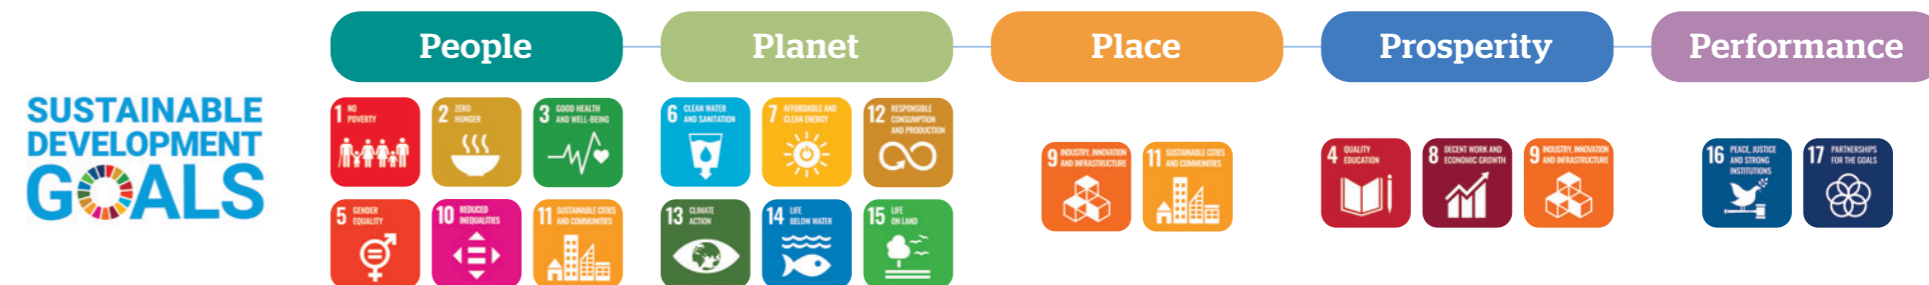 SUSTAINABLE
DEVELOPMENT
GOALS
People
Planet
Place
Prosperity
Performance
1 NO
POVERTY
2 ZERO
HUNGER
3 GOOD HEALTH
AND WELL-BEING
5 GENDER
EQUALITY
10 REDUCED
INEQUALITIES
11 SUSTAINABLE CITIES
AND COMMUNITIES
6 CLEAN WATER
AND SANITATION
7 AFFORDABLE AND
CLEAN ENERGY
12 RESPONSIBLE
CONSUMPTION
AND PRODUCTION
13 CLIMATE
ACTION
14 LIFE
BELOW WATER
15 LIFE
ON LAND
9 INDUSTRY, INNOVATION
AND INFRASTRUCTURE
11 SUSTAINABLE CITIES
AND COMMUNITIES
4 QUALITY
EDUCATION
8 DECENT WORK AND
ECONOMIC GROWTH
9 INDUSTRY, INNOVATION
AND INFRASTRUCTURE
16 PEACE, JUSTICE
AND STRONG
INSTITUTIONS
17 PARTNERSHIPS
FOR THE GOALS